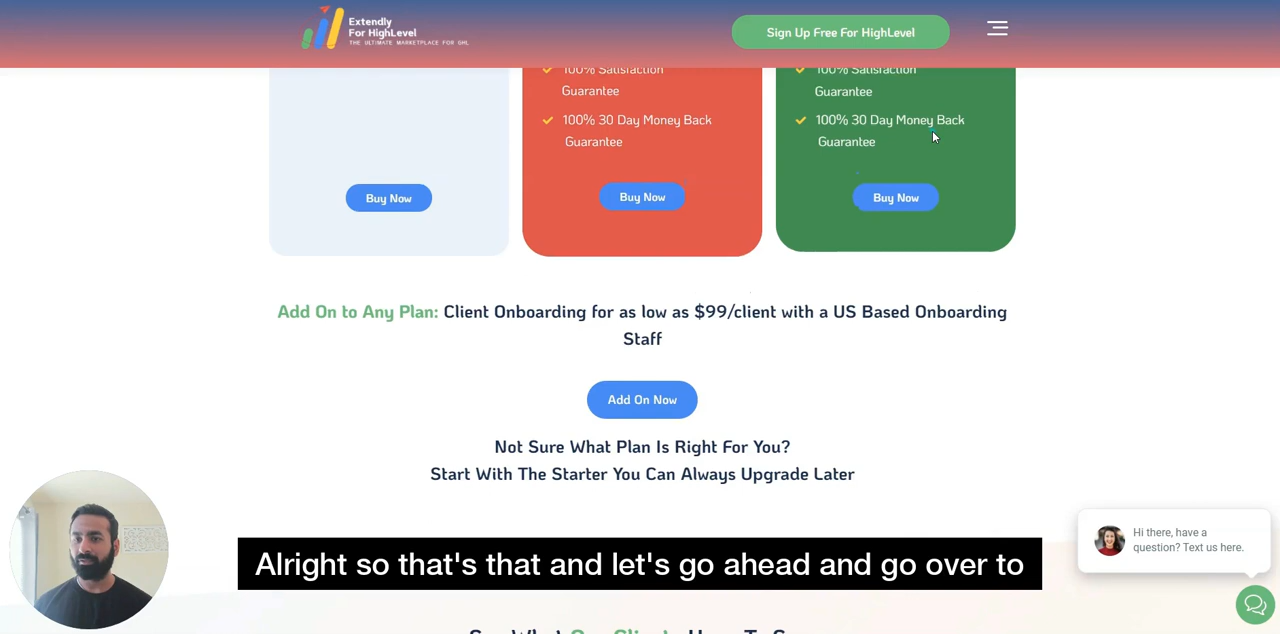 Extendly
For HighLevel
THE ULTIMATE MARKETPLACE FOR GHL
Sign Up Free For HighLevel
100% Satisfaction
Guarantee
100% 30 Day Money Back
Guarantee
Buy Now
100% Satisfaction
Guarantee
100% 30 Day Money Back
Guarantee
Buy Now
Buy Now
Add On to Any Plan: Client Onboarding for as low as $99/client with a US Based Onboarding
Staff
Add On Now
Not Sure What Plan Is Right For You?
Start With The Starter You Can Always Upgrade Later
Hi there, have a
question? Text us here.
Alright so that's that and let's go ahead and go over to